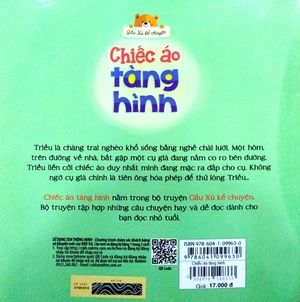 Gấu Xù kể chuyện
Chiếc áo
tàng
hình
Triều là chàng trai nghèo khổ sống bằng nghề chài lưới. Một hôm,
trên đường về nhà, bắt gặp một cụ già đang nằm co ro bên đường.
Triều liền cởi chiếc áo duy nhất mình đang mặc ra đắp cho cụ. Không
ngờ cụ già chính là tiên ông hóa phép để thử lòng Triều...
Chiếc áo tàng hình nằm trong bộ truyện Gấu Xù kể chuyện.
Bộ truyện tập hợp những câu chuyện hay và dễ đọc dành cho
bạn đọc nhỏ tuổi.
QR Code
ISBN: 978-604-1-09963-0
9786041099630
Chiếc áo tàng hình
Giá: 17.000 đ